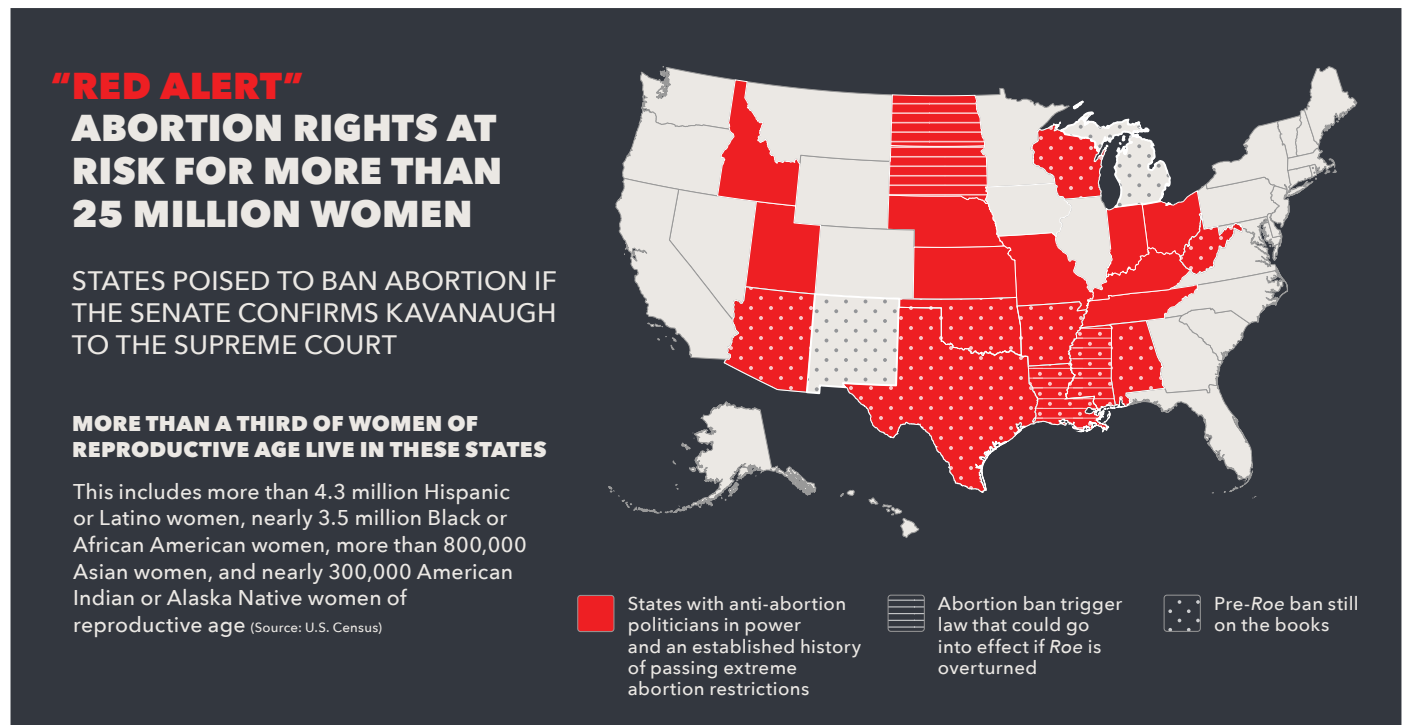 "RED ALERT"
ABORTION RIGHTS AT
RISK FOR MORE THAN
25 MILLION WOMEN
STATES POISED TO BAN ABORTION IF
THE SENATE CONFIRMS KAVANAUGH
TO THE SUPREME COURT
MORE THAN A THIRD OF WOMEN OF
REPRODUCTIVE AGE LIVE IN THESE STATES
This includes more than 4.3 million Hispanic
or Latino women, nearly 3.5 million Black or
African American women, more than 800,000
Asian women, and nearly 300,000 American
Indian or Alaska Native women of
reproductive age (Source: U.S. Census)
States with anti-abortion
politicians in power
and an established history
of passing extreme
abortion restrictions
Abortion ban trigger
law that could go
into effect if Roe is
overturned
Pre-Roe ban still
on the books